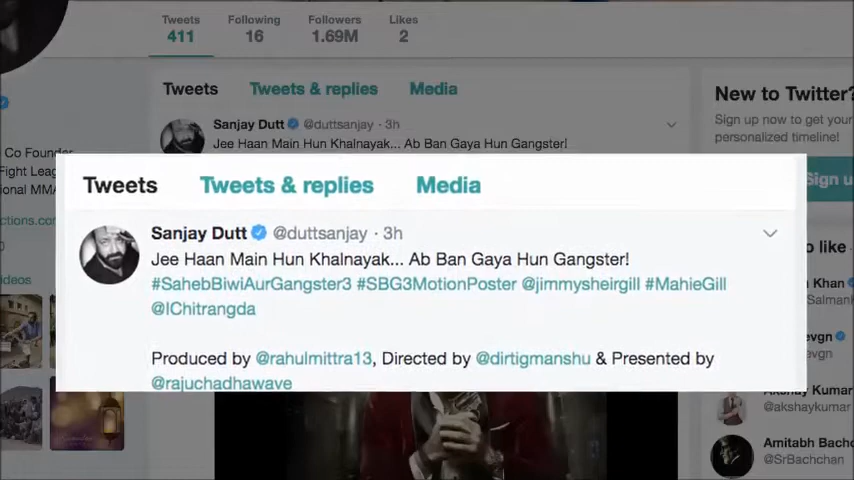 Tweets Following Followers Likes
411 16 1.69M 2
Tweets Tweets & replies Media
Sanjay Dutt @duttsanjay · 3h
Jee Haan Main Hun Khalnayak... Ab Ban Gaya Hun Gangster!
New to Twitter?
Sign up now to get your
personalized timeline!
Sign u
Co Founder
Fight Leag
ional MMA
ctions.con
ideos
Tweets Tweets & replies Media
Sanjay Dutt @duttsanjay · 3h
Jee Haan Main Hun Khalnayak... Ab Ban Gaya Hun Gangster!
#SahebBiwiAurGangster3 #SBG3MotionPoster @jimmysheirgill #MahieGill
@IChitrangda
Produced by @rahulmittra13, Directed by @dirtigmanshu & Presented by
@rajuchadhawave
o like
Khan
Salman
evgn
evgn
Akshay Kumar
@akshaykumar
Amitabh Bachc
@SrBachchan